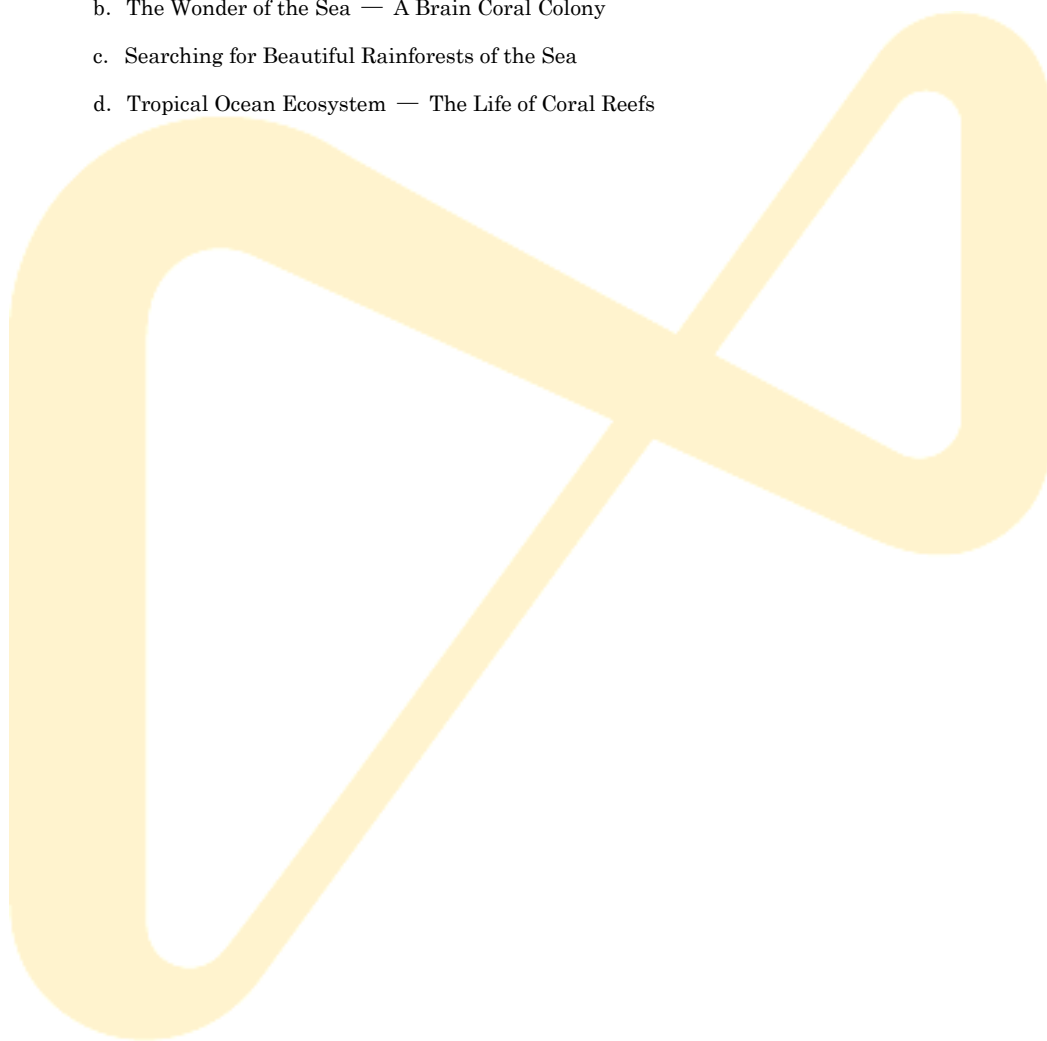 b. The Wonder of the Sea — A Brain Coral Colony
c. Searching for Beautiful Rainforests of the Sea
d. Tropical Ocean Ecosystem — The Life of Coral Reefs